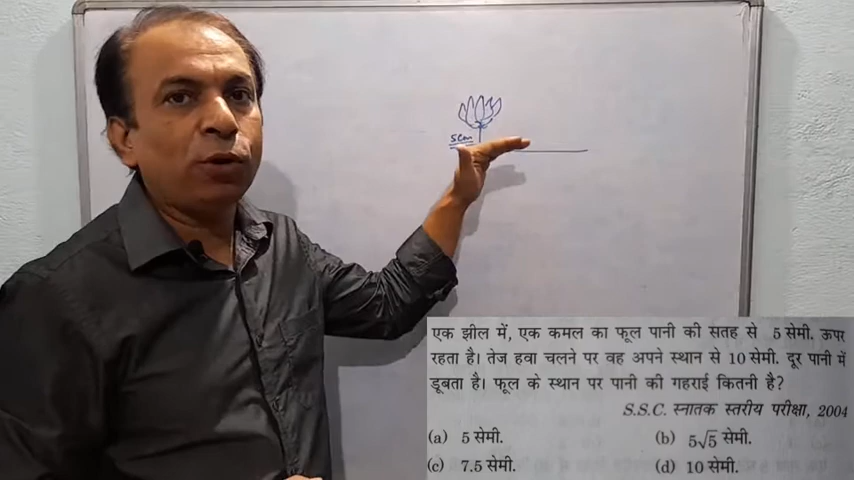 5cm
एक झील में, एक कमल का फूल पानी की सतह से 5 सेमी. ऊपर
रहता है। तेज हवा चलने पर वह अपने स्थान से 10 सेमी. दूर पानी में
डूबता है। फूल के स्थान पर पानी की गहराई कितनी है?
S.S.C. स्नातक स्तरीय परीक्षा, 2004
(a) 5 सेमी. (b) 5√5 सेमी.
(c) 7.5 सेमी. (d) 10 सेमी.